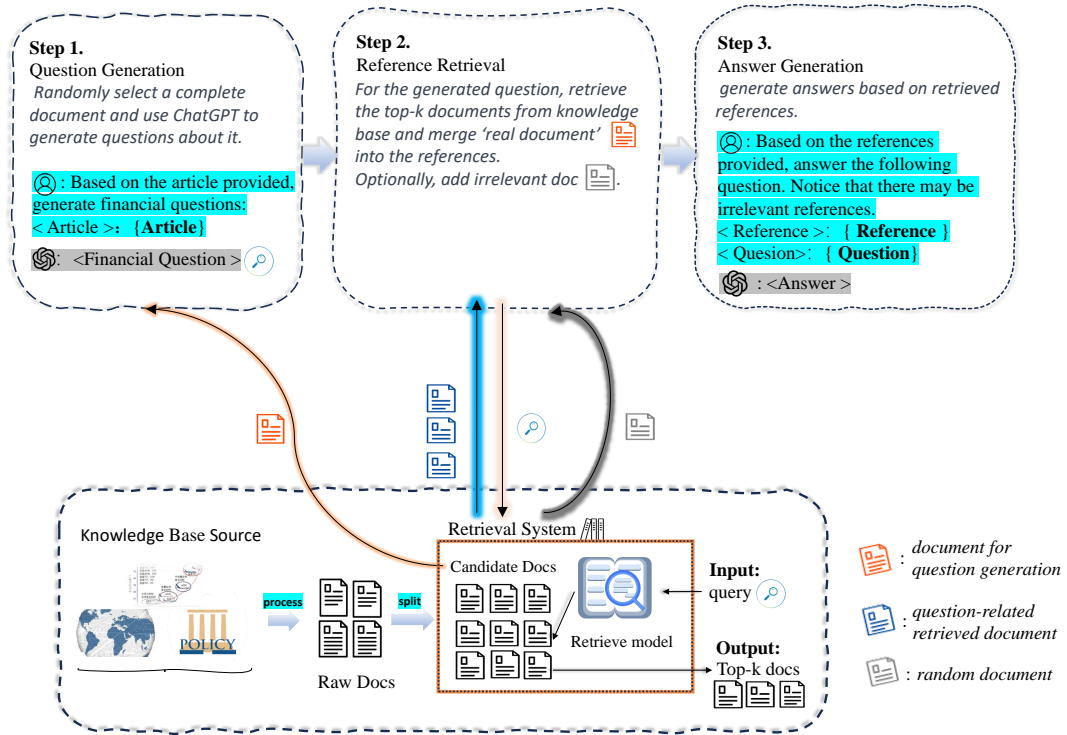 Step 1.
Question Generation
Randomly select a complete
document and use ChatGPT to
generate questions about it.
: Based on the article provided,
generate financial questions:
< Article >: {Article}
: <Financial Question >
Step 2.
Reference Retrieval
For the generated question, retrieve
the top-k documents from knowledge
base and merge ‘real document’
into the references.
Optionally, add irrelevant doc .
Step 3.
Answer Generation
generate answers based on retrieved
references.
: Based on the references
provided, answer the following
question. Notice that there may be
irrelevant references.
< Reference >: { Reference }
< Quesion>: { Question}
: <Answer >
Knowledge Base Source
POLICY
process
Raw Docs
split
Retrieval System
Candidate Docs
Retrieve model
Input:
query
Output:
Top-k docs
: document for
question generation
: question-related
retrieved document
: random document